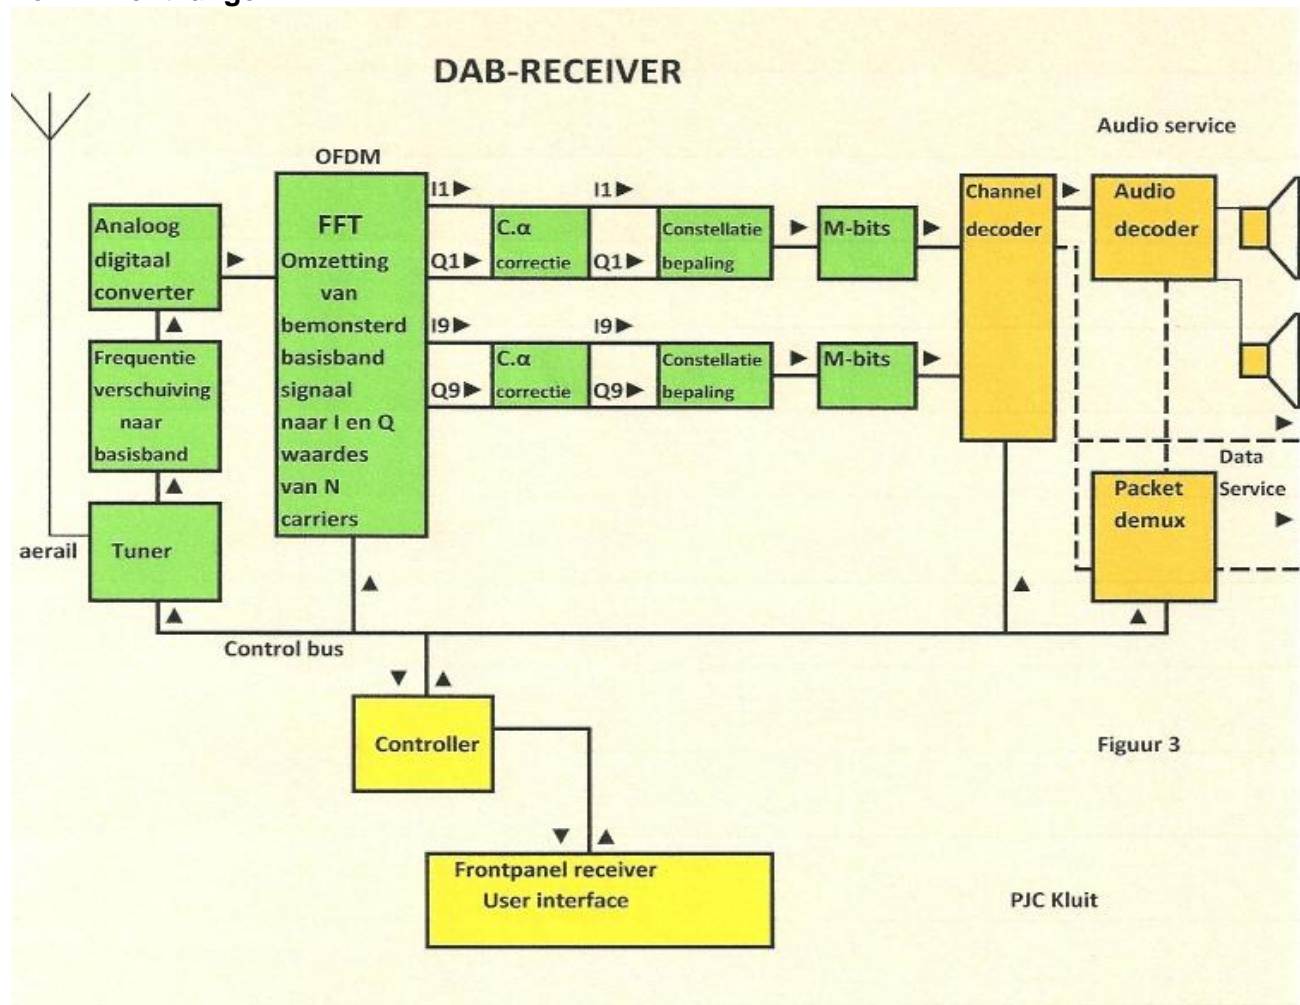 DAB-RECEIVER
Audio service
OFDM
Analoog
digitaal
converter
Frequentie
verschuiving
naar
basisband
Tuner
aerail
FFT
Omzetting
van
bemonsterd
basisband
signaal
naar I en Q
waardes
van N
carriers
I1
Q1
C.α
correctie
I1
Q1
Constellatie
bepaling
M-bits
I9
Q9
C.α
correctie
I9
Q9
Constellatie
bepaling
M-bits
Channel
decoder
Audio
decoder
Data
Service
Packet
demux
Control bus
Controller
Figuur 3
Frontpanel receiver
User interface
PJC Kluit